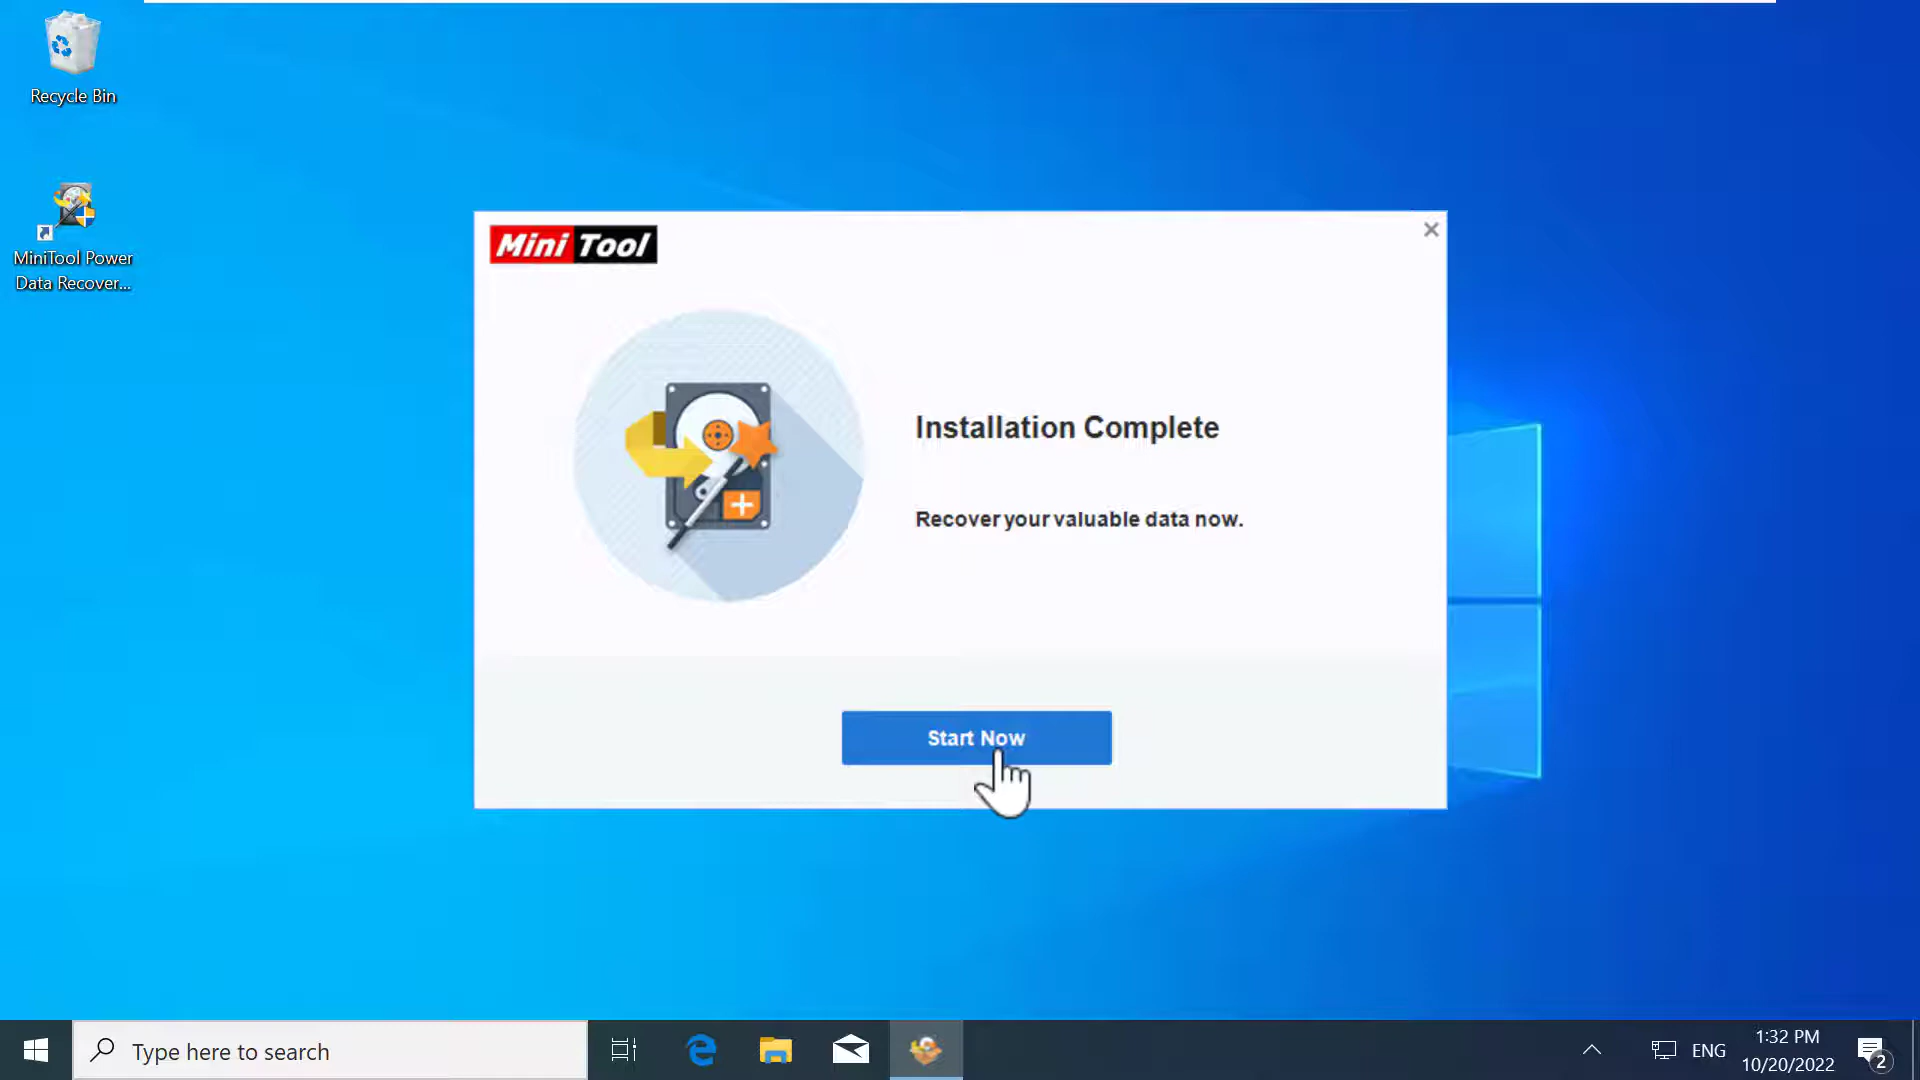 Recycle Bin
MiniTool Power
Data Recover...
Mini Tool
Installation Complete
Recover your valuable data now.
Start Now
Type here to search
ENG
1:32 PM
10/20/2022
2